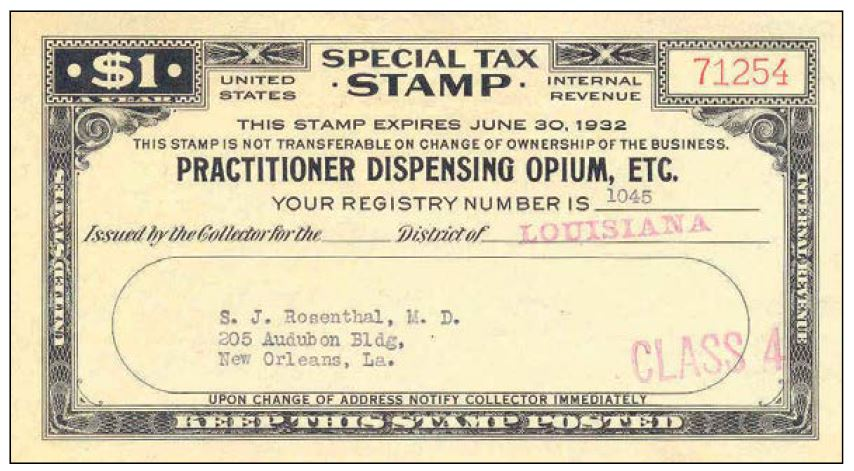 · $1 ·
A YEAR
UNITED STATES
SPECIAL TAX
· STAMP ·
INTERNAL REVENUE
71254
THIS STAMP EXPIRES JUNE 30, 1932
THIS STAMP IS NOT TRANSFERABLE ON CHANGE OF OWNERSHIP OF THE BUSINESS.
PRACTITIONER DISPENSING OPIUM, ETC.
YOUR REGISTRY NUMBER IS 1045
Issued by the Collector for the District of LOUISIANA
UNITED STATES
INTERNAL REVENUE
S. J. Rosenthal, M. D.
205 Audubon Bldg,
New Orleans, La.
CLASS 4
UPON CHANGE OF ADDRESS NOTIFY COLLECTOR IMMEDIATELY
KEEP THIS STAMP POSTED